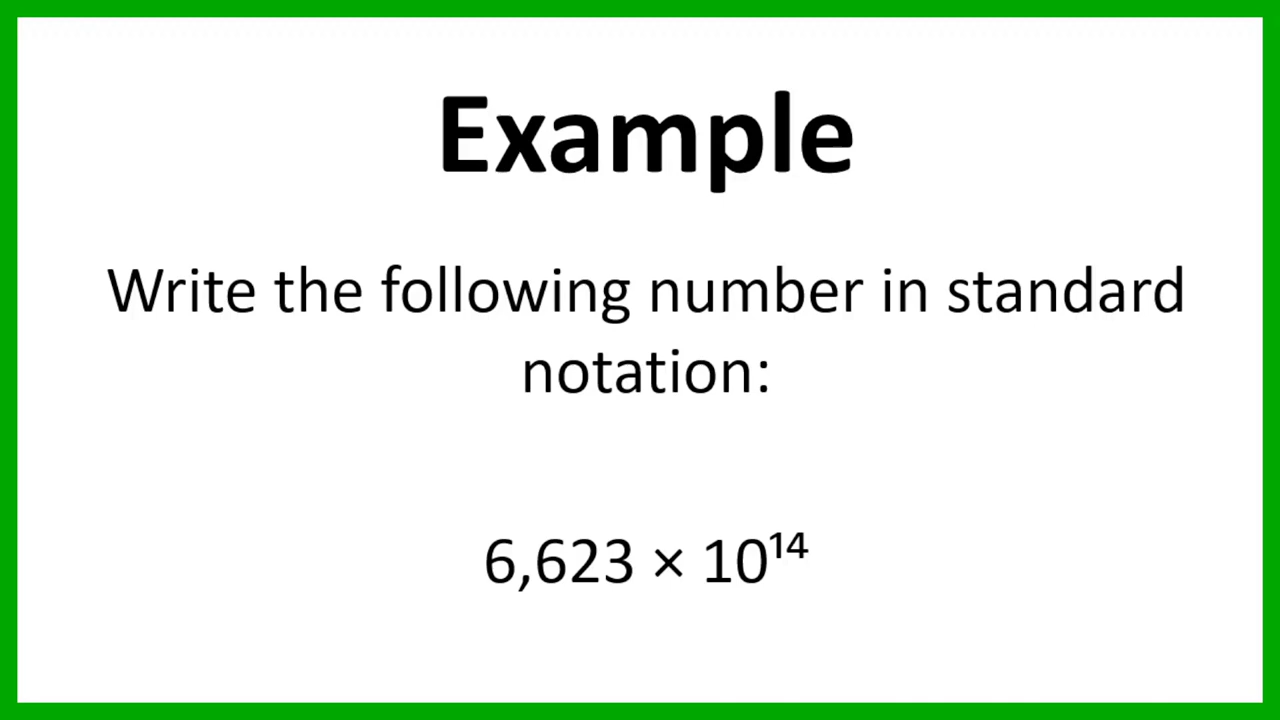 Example
Write the following number in standard
notation:
6,623 × 10¹⁴